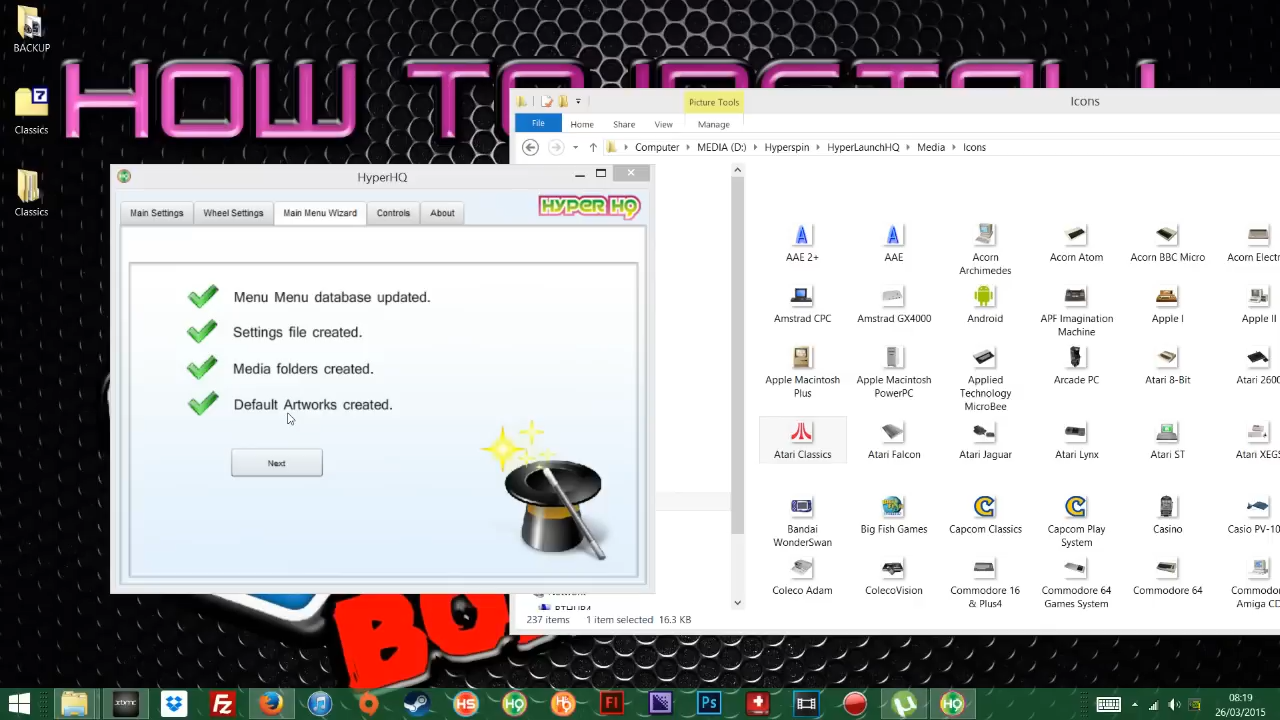 BACKUP
Classics
Classics
HOW TO INSTALL
BO
Picture Tools
Icons
File
Home
Share
View
Manage
Computer
MEDIA (D:)
Hyperspin
HyperLaunchHQ
Media
Icons
HyperHQ
Main Settings
Wheel Settings
Main Menu Wizard
Controls
About
HYPER HQ
Menu Menu database updated.
Settings file created.
Media folders created.
Default Artworks created.
Next
AAE 2+
AAE
Acorn
Archimedes
Acorn Atom
Acorn BBC Micro
Acorn Electr
Amstrad CPC
Amstrad GX4000
Android
APF Imagination
Machine
Apple I
Apple II
Apple Macintosh
Plus
Apple Macintosh
PowerPC
Applied
Technology
MicroBee
Arcade PC
Atari 8-Bit
Atari 2600
Atari Classics
Atari Falcon
Atari Jaguar
Atari Lynx
Atari ST
Atari XEGS
Bandai
WonderSwan
Big Fish Games
Capcom Classics
Capcom Play
System
Casino
Casio PV-10
Coleco Adam
ColecoVision
Commodore 16
& Plus4
Commodore 64
Games System
Commodore 64
Commodor
Amiga CD
237 items
1 item selected
16.3 KB
08:19
26/03/2015